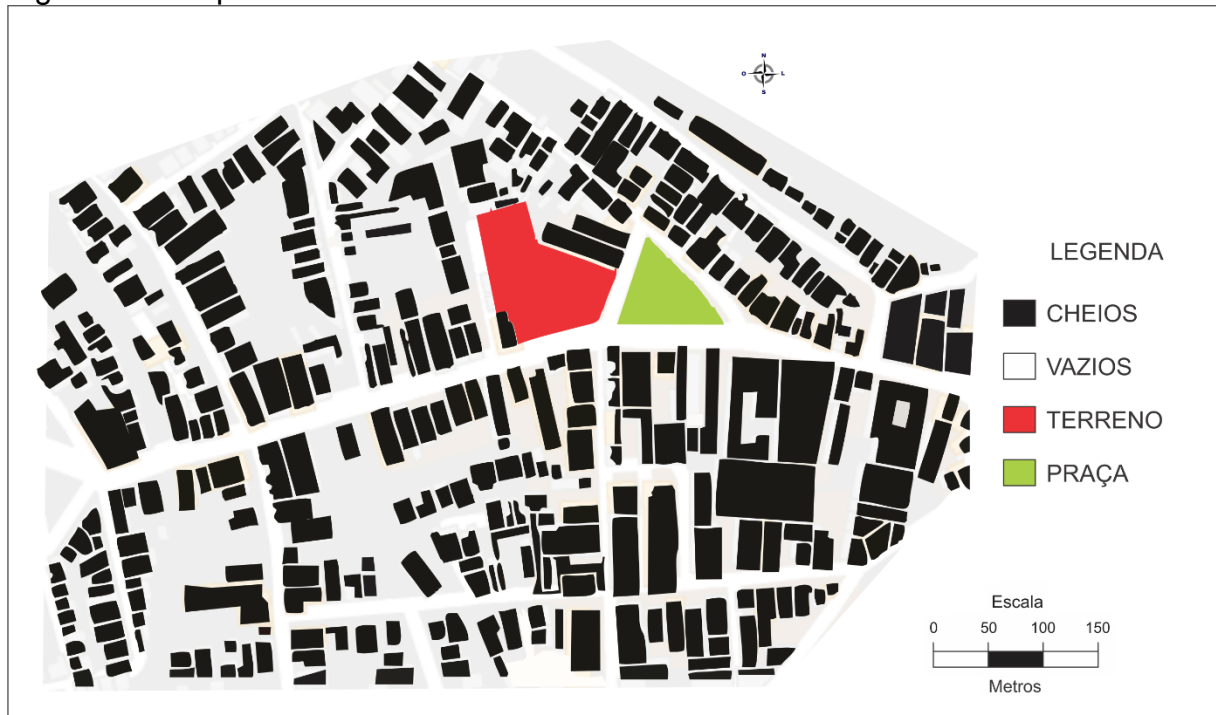 N
O
L
S
LEGENDA
CHEIOS
VAZIOS
TERRENO
PRAÇA
Escala
0 50 100 150
Metros